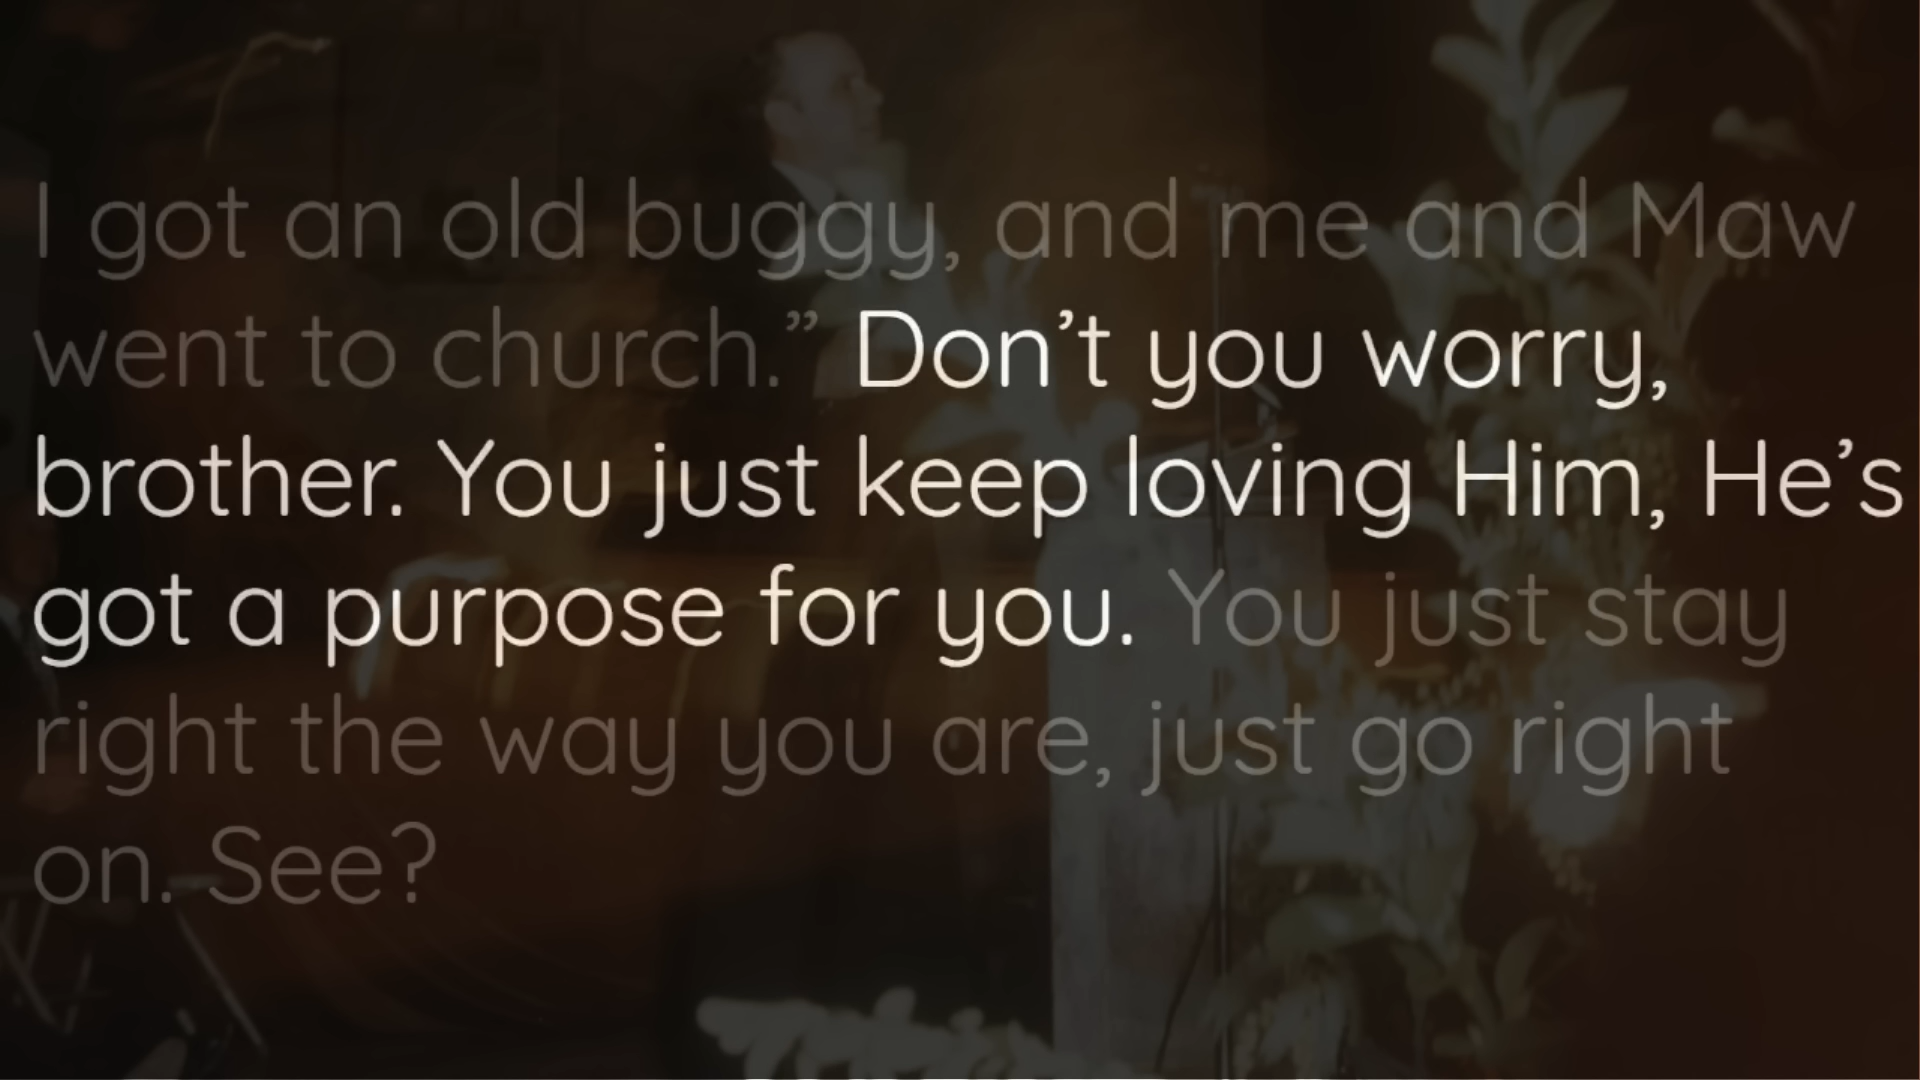 I got an old buggy, and me and Maw
went to church.” Don’t you worry,
brother. You just keep loving Him, He’s
got a purpose for you. You just stay
right the way you are, just go right
on. See?